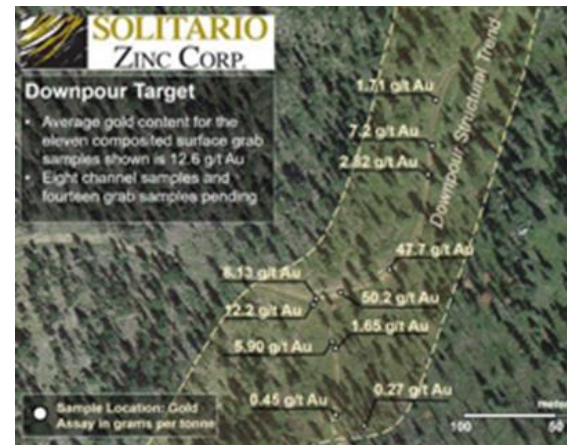 SOLITARIO
ZINC CORP.
Downpour Target
• Average gold content for the
eleven composited surface grab
samples shown is 12.6 g/t Au
• Eight channel samples and
fourteen grab samples pending
1.71 g/t Au
7.2 g/t Au
2.82 g/t Au
Downpour Structural Trend
47.7 g/t Au
8.13 g/t Au
50.2 g/t Au
12.2 g/t Au
1.65 g/t Au
5.90 g/t Au
0.45 g/t Au
0.27 g/t Au
Sample Location: Gold
Assay in grams per tonne
100 50